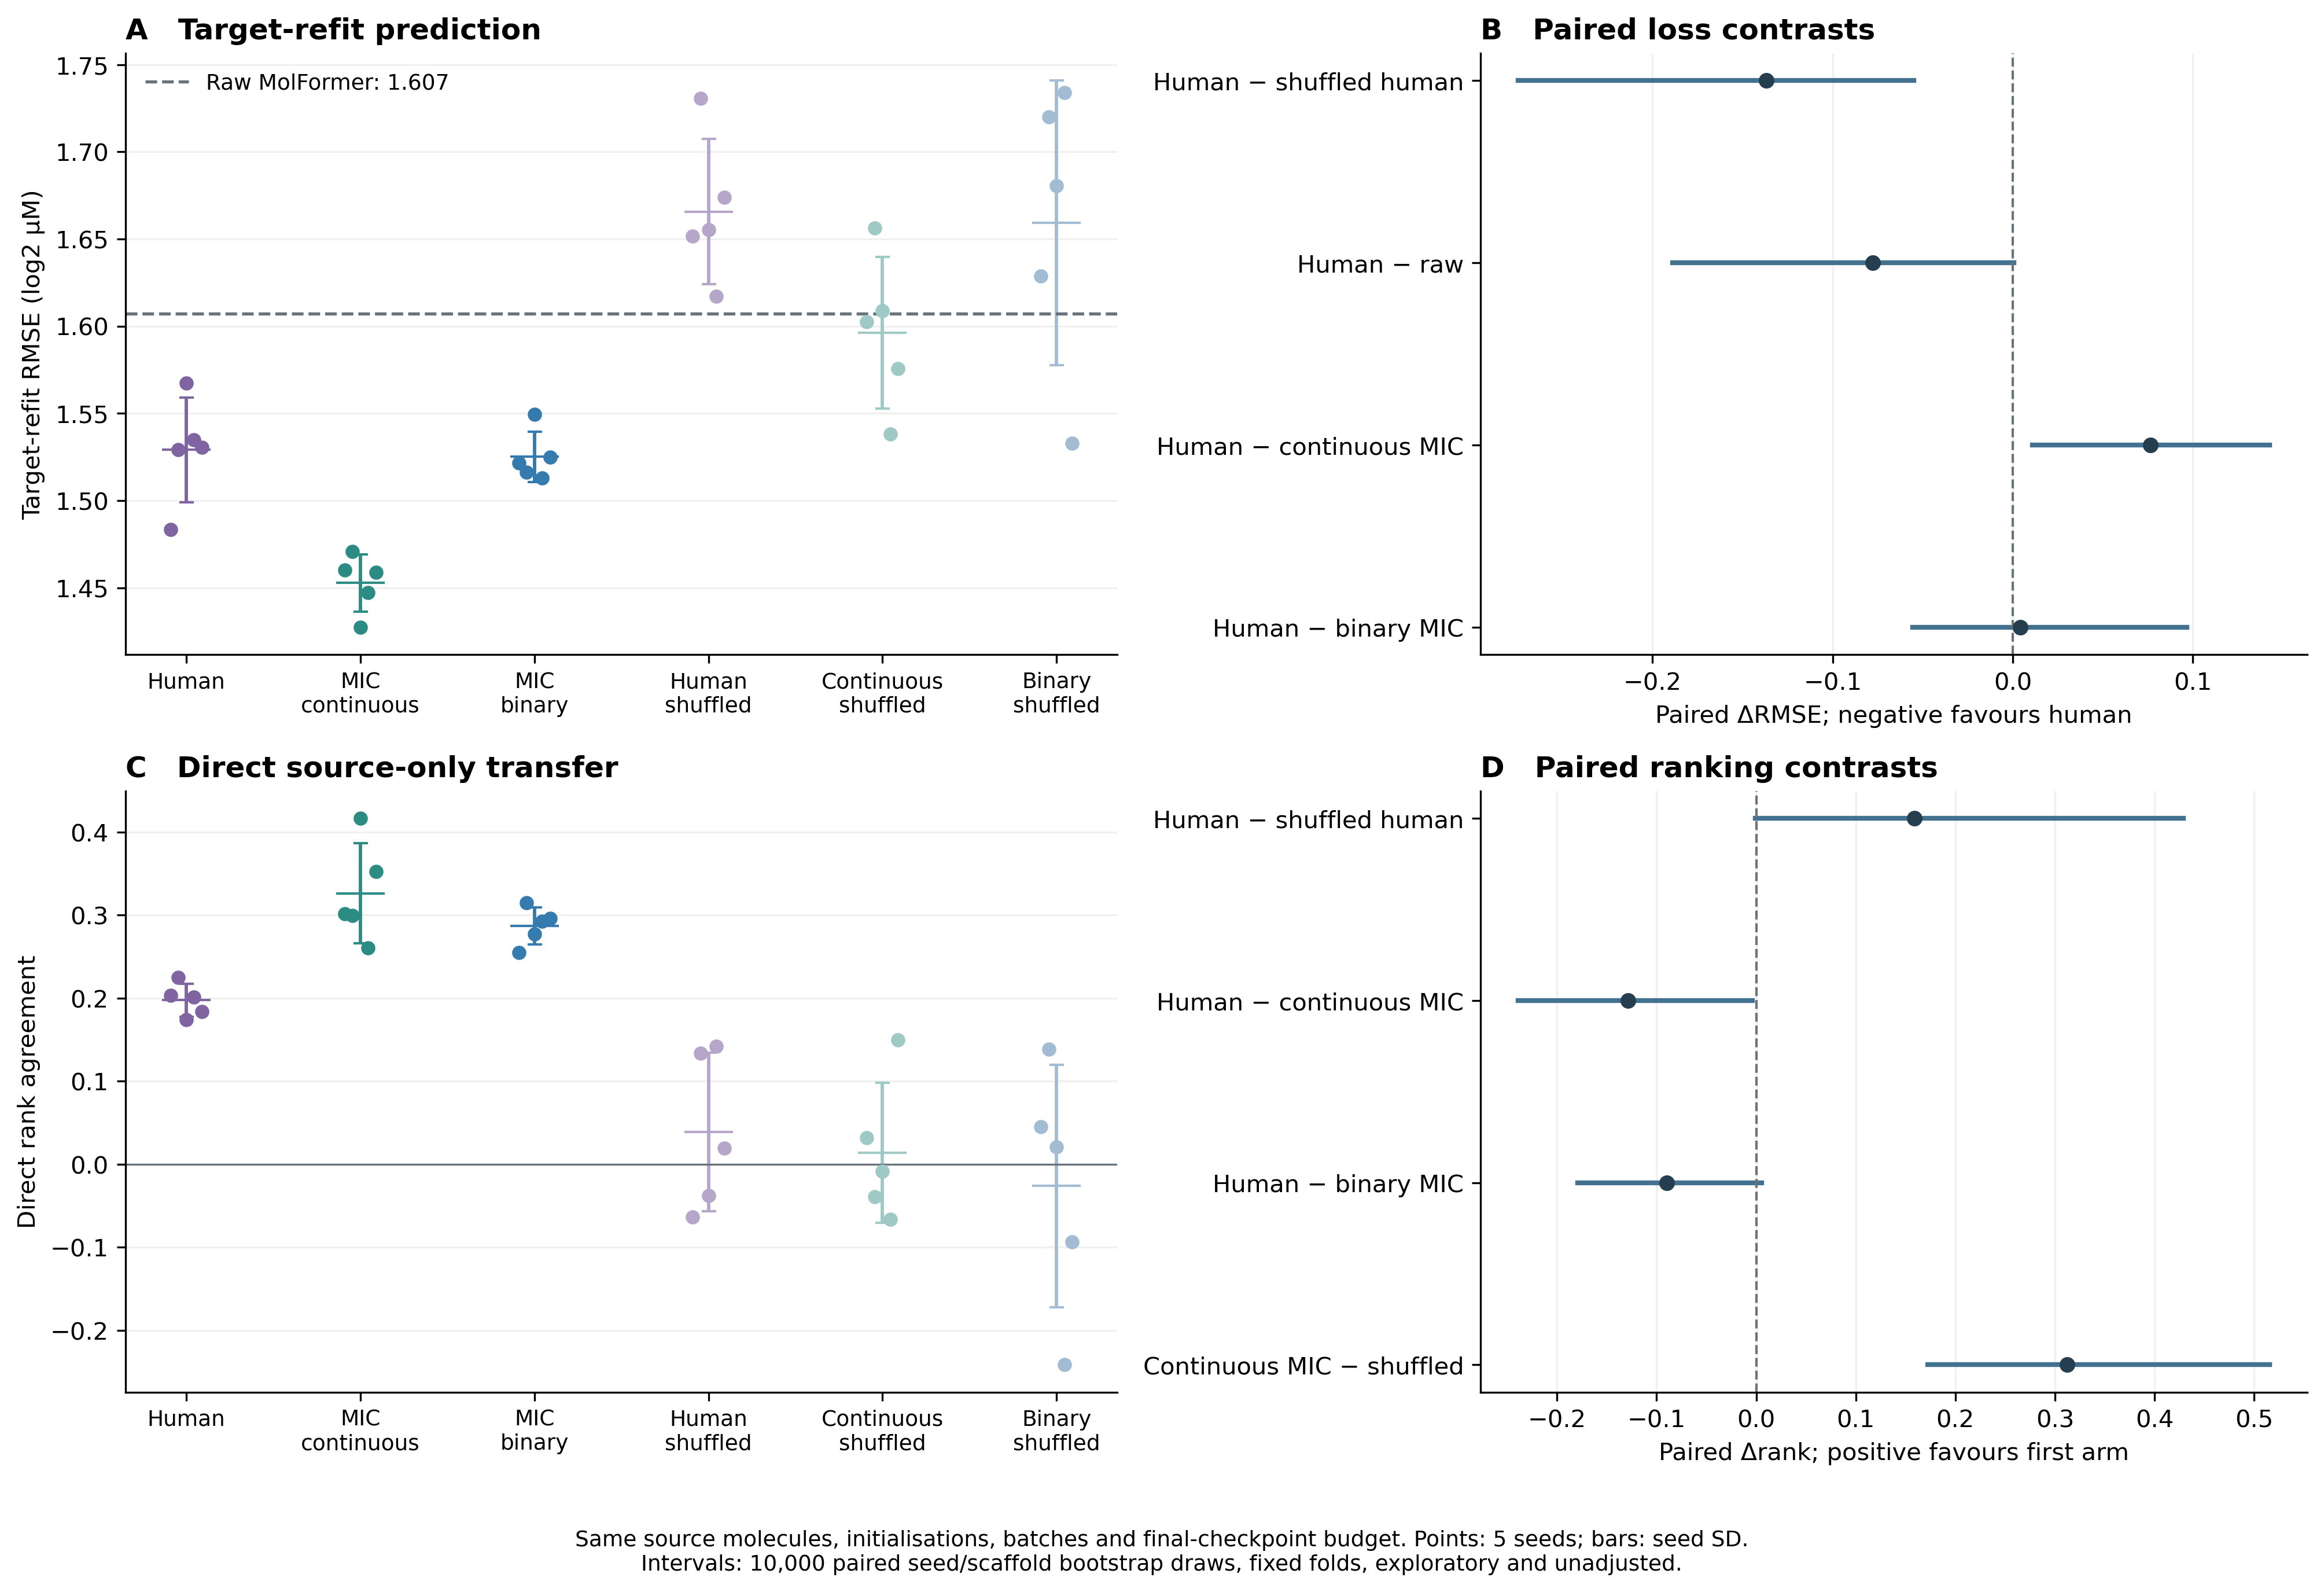 A Target-refit prediction
Raw MolFormer: 1.607
Target-refit RMSE (log2 µM)
1.75
1.70
1.65
1.60
1.55
1.50
1.45
Human
MIC
continuous
MIC
binary
Human
shuffled
Continuous
shuffled
Binary
shuffled
B Paired loss contrasts
Human − shuffled human
Human − raw
Human − continuous MIC
Human − binary MIC
−0.2
−0.1
0.0
0.1
Paired ΔRMSE; negative favours human
C Direct source-only transfer
Direct rank agreement
0.4
0.3
0.2
0.1
0.0
−0.1
−0.2
Human
MIC
continuous
MIC
binary
Human
shuffled
Continuous
shuffled
Binary
shuffled
D Paired ranking contrasts
Human − shuffled human
Human − continuous MIC
Human − binary MIC
Continuous MIC − shuffled
−0.2
−0.1
0.0
0.1
0.2
0.3
0.4
0.5
Paired Δrank; positive favours first arm
Same source molecules, initialisations, batches and final-checkpoint budget. Points: 5 seeds; bars: seed SD.
Intervals: 10,000 paired seed/scaffold bootstrap draws, fixed folds, exploratory and unadjusted.